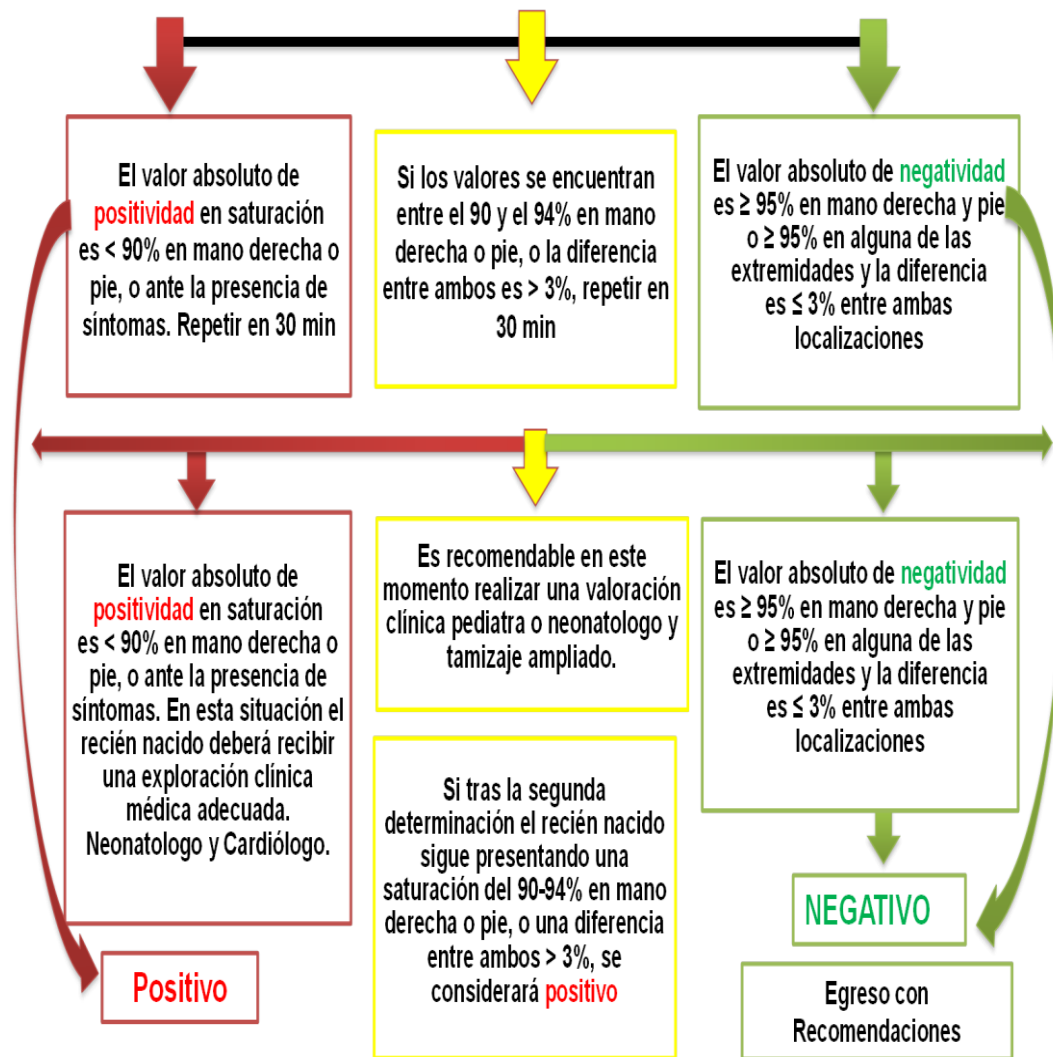 El valor absoluto de
positividad en saturación
es < 90% en mano derecha o
pie, o ante la presencia de
síntomas. Repetir en 30 min
Si los valores se encuentran
entre el 90 y el 94% en mano
derecha o pie, o la diferencia
entre ambos es > 3%, repetir en
30 min
El valor absoluto de negatividad
es ≥ 95% en mano derecha y pie
o ≥ 95% en alguna de las
extremidades y la diferencia
es ≤ 3% entre ambas
localizaciones
El valor absoluto de
positividad en saturación
es < 90% en mano derecha o
pie, o ante la presencia de
síntomas. En esta situación el
recién nacido deberá recibir
una exploración clínica
médica adecuada.
Neonatologo y Cardiólogo.
Es recomendable en este
momento realizar una valoración
clínica pediatra o neonatologo y
tamizaje ampliado.
El valor absoluto de negatividad
es ≥ 95% en mano derecha y pie
o ≥ 95% en alguna de las
extremidades y la diferencia
es ≤ 3% entre ambas
localizaciones
Si tras la segunda
determinación el recién nacido
sigue presentando una
saturación del 90-94% en mano
derecha o pie, o una diferencia
entre ambos > 3%, se
considerará positivo
Positivo
NEGATIVO
Egreso con
Recomendaciones